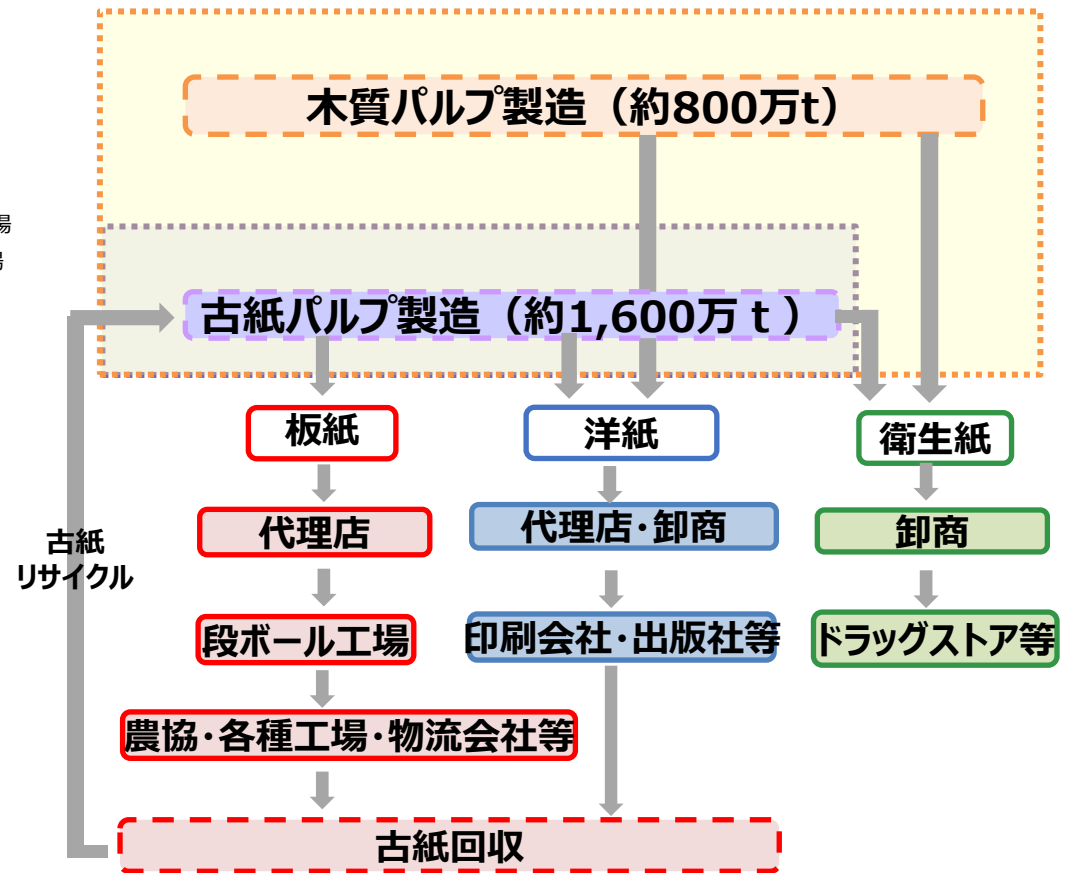 木質パルプ製造（約800万t）
場
場
古紙パルプ製造（約1,600万ｔ）
板紙
洋紙
衛生紙
代理店
代理店･卸商
卸商
古紙
リサイクル
段ボール工場
印刷会社･出版社等
ドラッグストア等
農協･各種工場･物流会社等
古紙回収